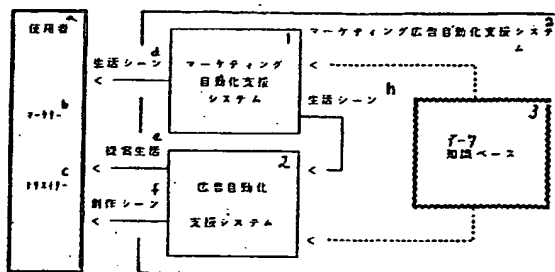 a
使用者
生活シーン
d
1
マーケティング
自動化支援
システム
マーケティング広告自動化支援システ
ム
生活シーン
h
マーケター
b
3
データ
知識ベース
e
生活
c
クリエイター
f
創作シーン
2
広告自動化
支援システム